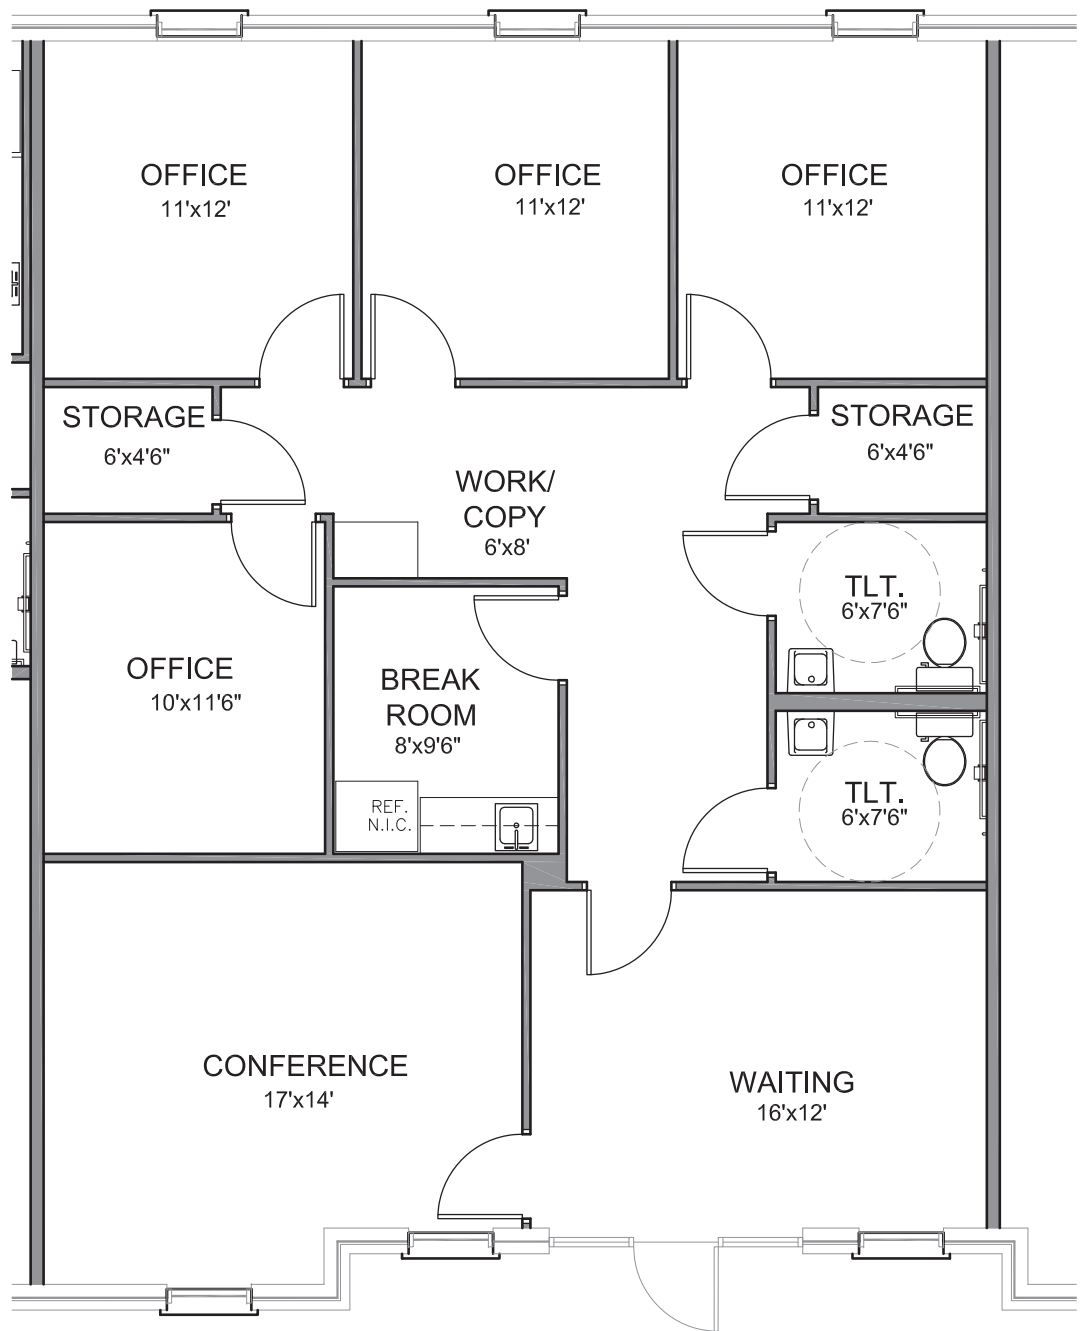 OFFICE
11'x12'
OFFICE
11'x12'
OFFICE
11'x12'
STORAGE
6'x4'6"
WORK/
COPY
6'x8'
STORAGE
6'x4'6"
TLT.
6'x7'6"
OFFICE
10'x11'6"
BREAK
ROOM
8'x9'6"
REF.
N.I.C.
TLT.
6'x7'6"
CONFERENCE
17'x14'
WAITING
16'x12'